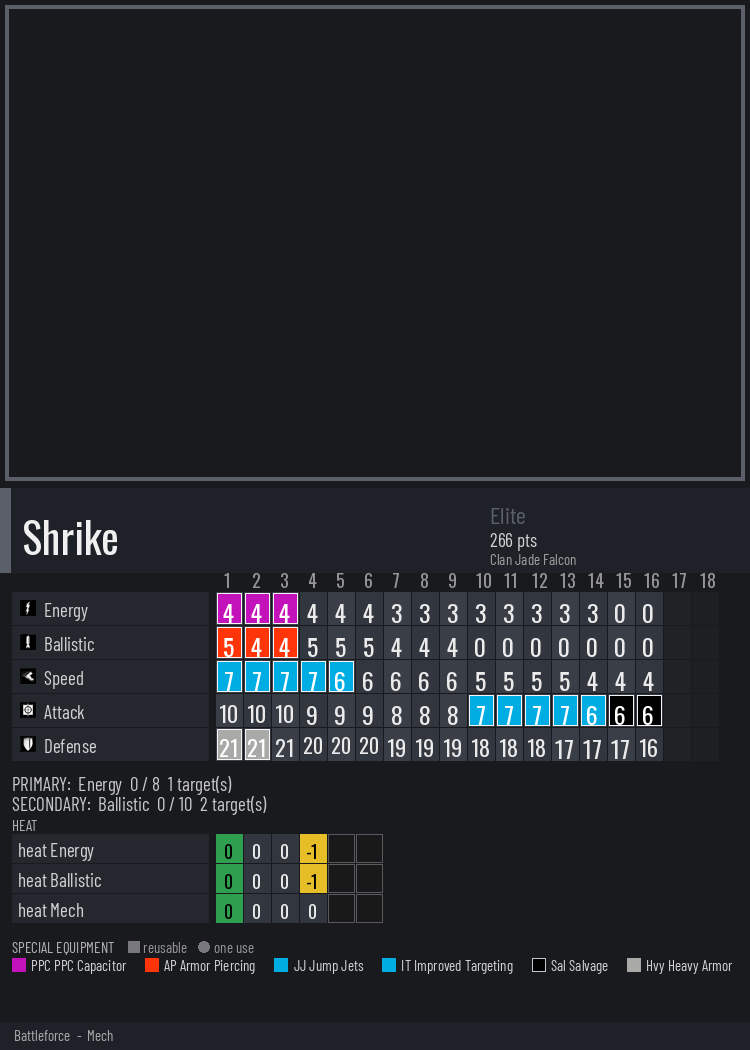 Shrike
Elite
266 pts
Clan Jade Falcon
1 2 3 4 5 6 7 8 9 10 11 12 13 14 15 16 17 18
Energy 4 4 4 4 4 4 3 3 3 3 3 3 3 3 0 0
Ballistic 5 4 4 5 5 5 4 4 4 0 0 0 0 0 0 0
Speed 7 7 7 7 6 6 6 6 6 5 5 5 5 4 4 4
Attack 10 10 10 9 9 9 8 8 8 7 7 7 7 6 6 6
Defense 21 21 21 20 20 20 19 19 19 18 18 18 17 17 17 16
PRIMARY: Energy 0 / 8 1 target(s)
SECONDARY: Ballistic 0 / 10 2 target(s)
HEAT
heat Energy 0 0 0 -1
heat Ballistic 0 0 0 -1
heat Mech 0 0 0 0
SPECIAL EQUIPMENT reusable one use
PPC PPC Capacitor AP Armor Piercing JJ Jump Jets IT Improved Targeting Sal Salvage Hvy Heavy Armor
Battleforce - Mech